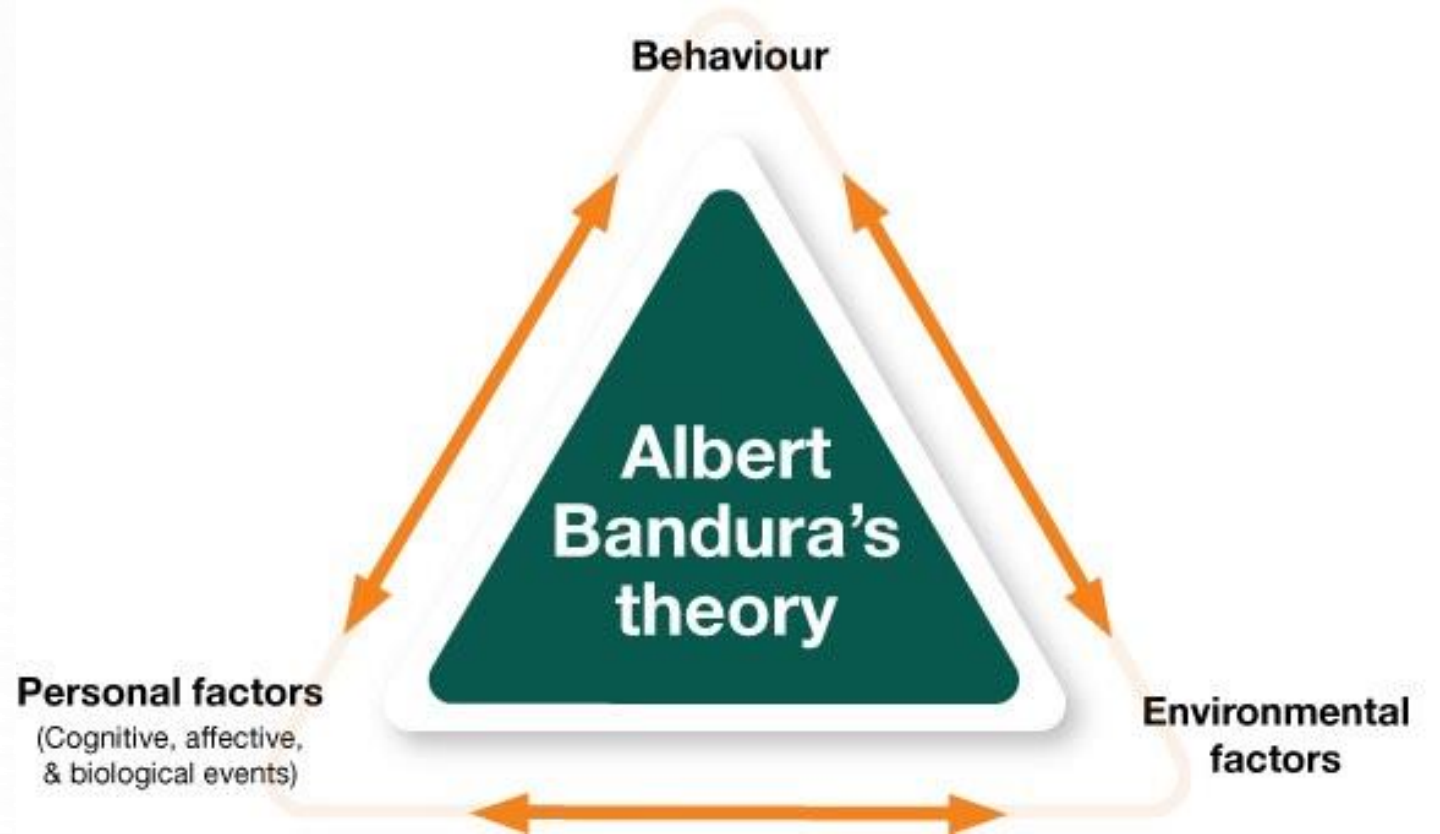 Behaviour
Albert
Bandura's
theory
Personal factors
(Cognitive, affective,
& biological events)
Environmental
factors